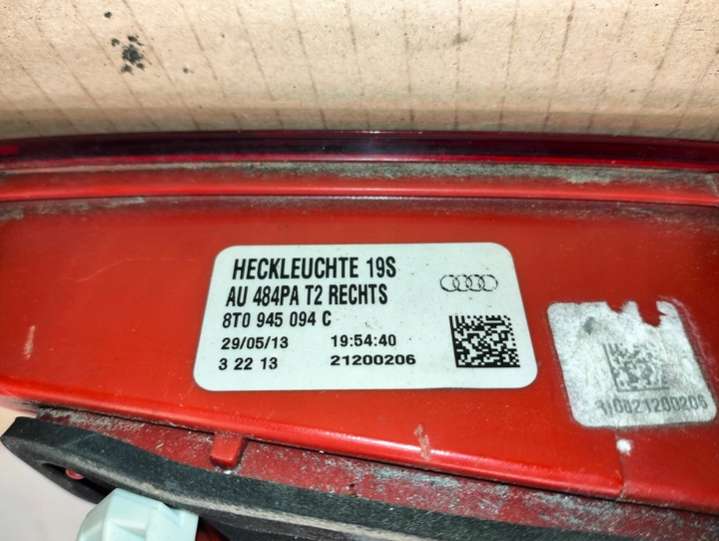 HECKLEUCHTE 19S
AU 484PA T2 RECHTS
8T0 945 094 C
29/05/13 19:54:40
3 22 13 21200206